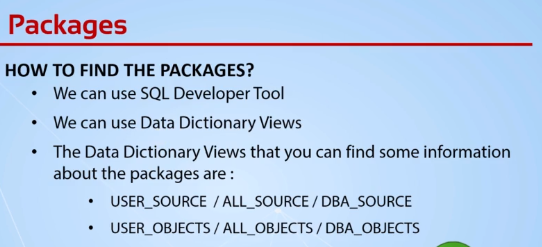 Packages
HOW TO FIND THE PACKAGES?
• We can use SQL Developer Tool
• We can use Data Dictionary Views
• The Data Dictionary Views that you can find some information
about the packages are :
• USER_SOURCE / ALL_SOURCE / DBA_SOURCE
• USER_OBJECTS / ALL_OBJECTS / DBA_OBJECTS